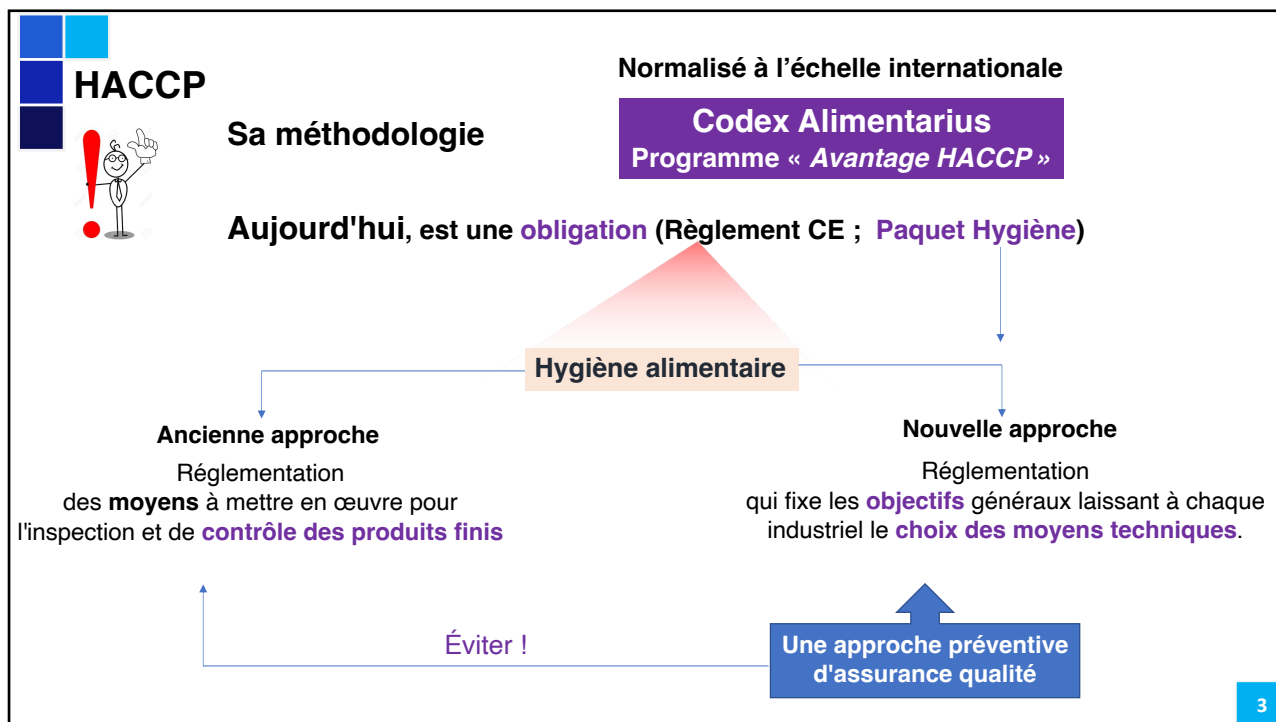 HACCP
Normalisé à l’échelle internationale
Sa méthodologie
Codex Alimentarius
Programme « Avantage HACCP »
Aujourd'hui, est une obligation (Règlement CE ; Paquet Hygiène)
Hygiène alimentaire
Ancienne approche
Réglementation
des moyens à mettre en œuvre pour
l'inspection et de contrôle des produits finis
Nouvelle approche
Réglementation
qui fixe les objectifs généraux laissant à chaque
industriel le choix des moyens techniques.
Éviter !
Une approche préventive
d'assurance qualité
3